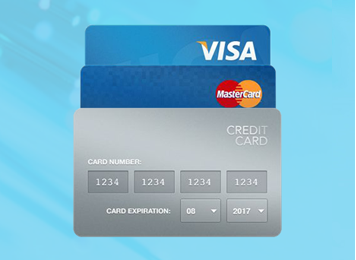 VISA
MasterCard
CREDIT
CARD
CARD NUMBER:
1234 1234 1234 1234
CARD EXPIRATION: 08 2017